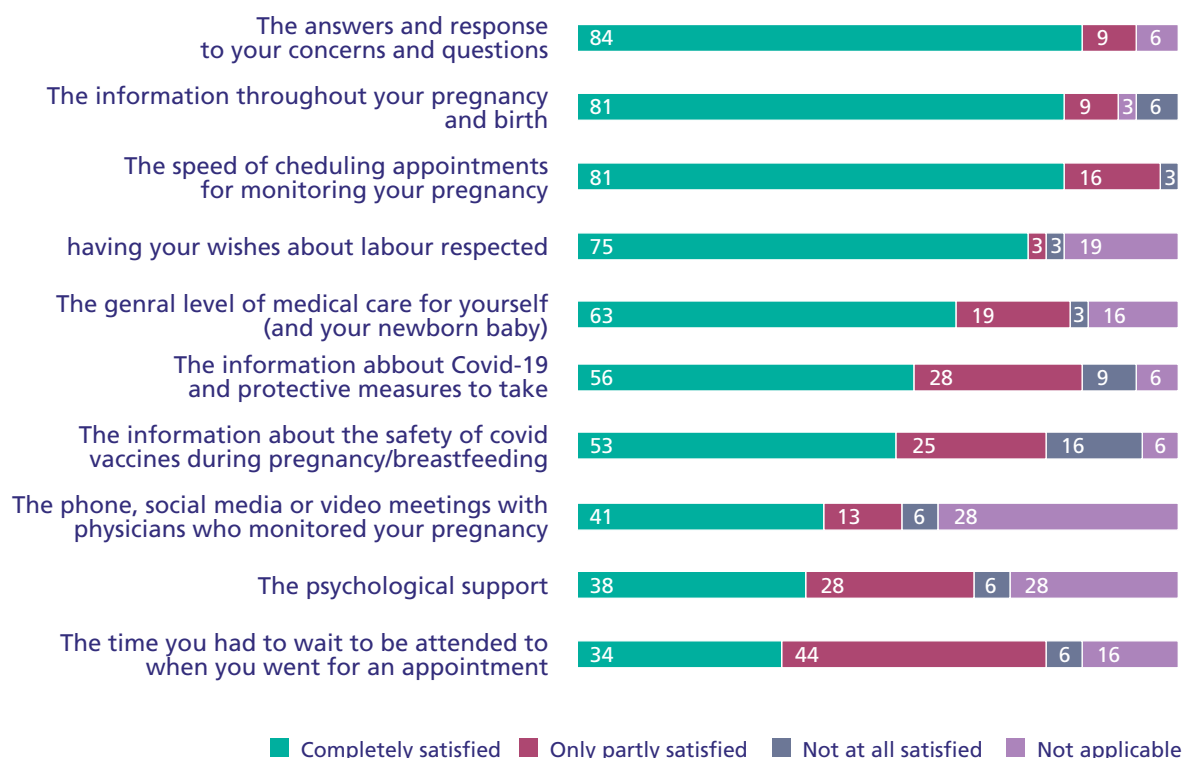 The answers and response
to your concerns and questions
84 9 6
The information throughout your pregnancy
and birth
81 9 3 6
The speed of cheduling appointments
for monitoring your pregnancy
81 16 3
having your wishes about labour respected
75 3 3 19
The genral level of medical care for yourself
(and your newborn baby)
63 19 3 16
The information abbout Covid-19
and protective measures to take
56 28 9 6
The information about the safety of covid
vaccines during pregnancy/breastfeeding
53 25 16 6
The phone, social media or video meetings with
physicians who monitored your pregnancy
41 13 6 28
The psychological support
38 28 6 28
The time you had to wait to be attended to
when you went for an appointment
34 44 6 16
Completely satisfied Only partly satisfied Not at all satisfied Not applicable